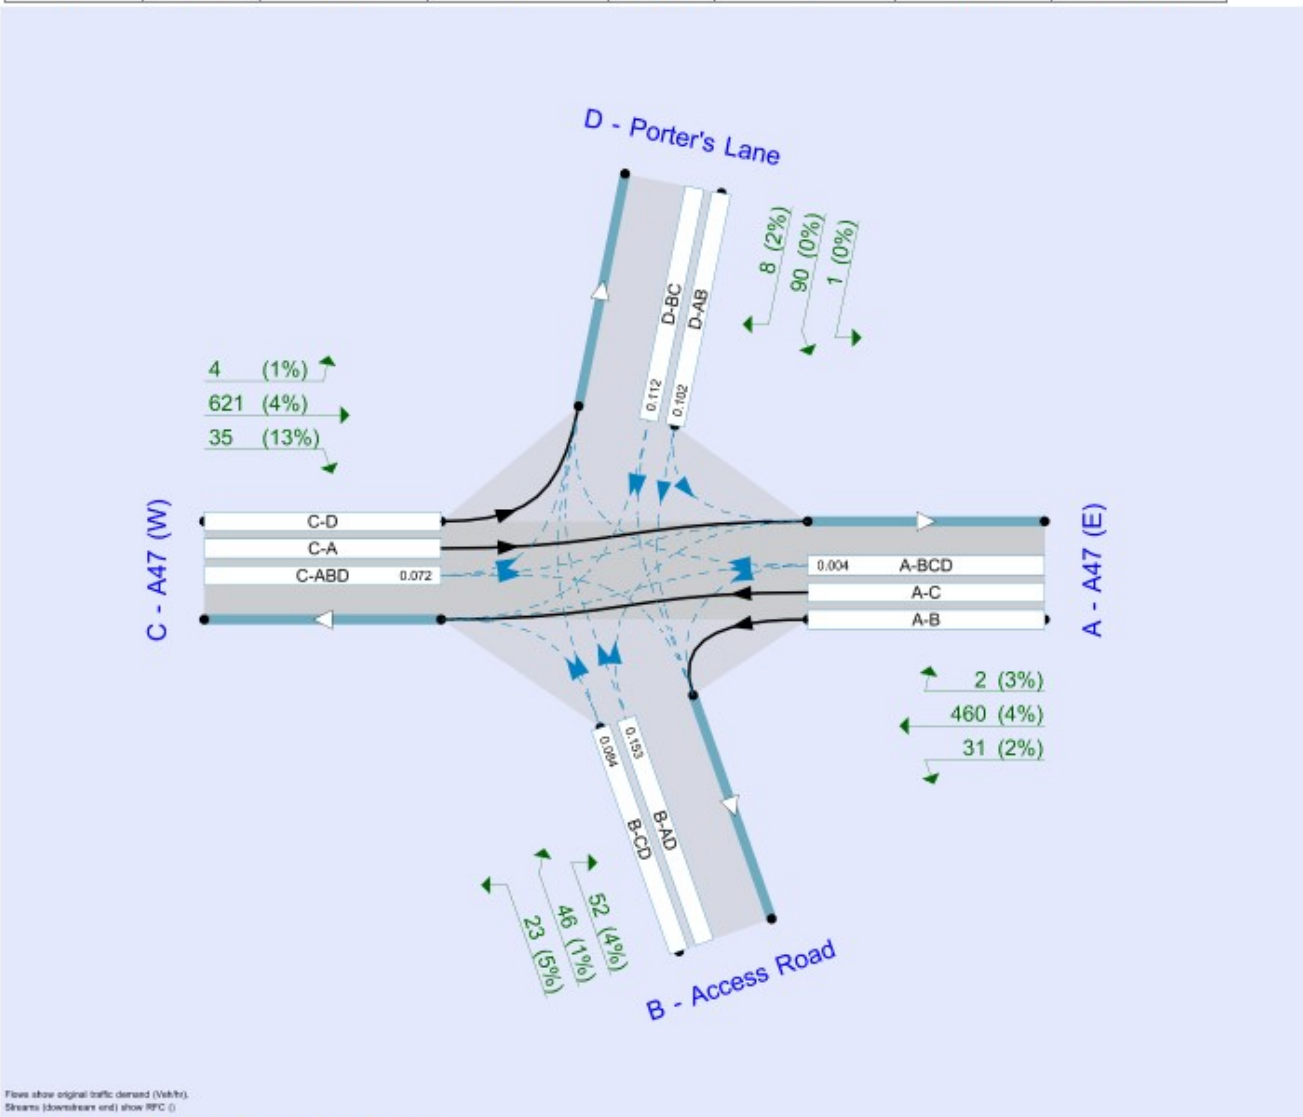 D - Porter's Lane
8 (2%)
90 (0%)
1 (0%)
D-BC
D-AB
0.112
0.102
4 (1%)
621 (4%)
35 (13%)
C - A47 (W)
C-D
C-A
C-ABD 0.072
A - A47 (E)
0.004 A-BCD
A-C
A-B
2 (3%)
460 (4%)
31 (2%)
0.084
0.153
B-CD
B-AD
23 (5%)
46 (1%)
52 (4%)
B - Access Road
Flows show original traffic demand (Veh/hr).
Streams (downstream end) show RFC ()